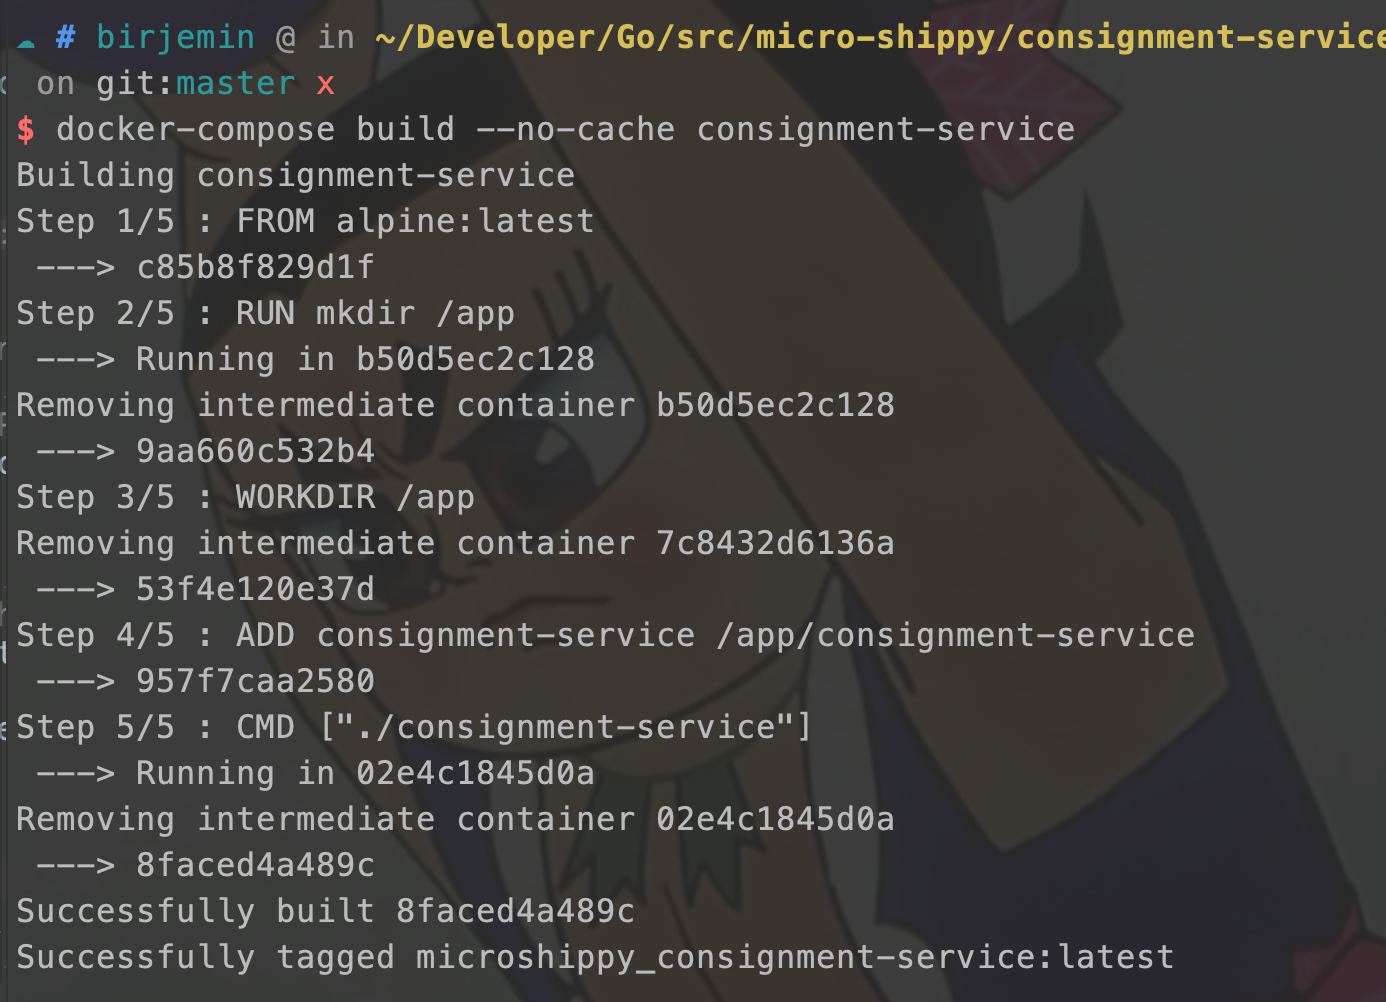 # birjemin @ in ~/Developer/Go/src/micro-shippy/consignment-service
on git:master x
$ docker-compose build --no-cache consignment-service
Building consignment-service
Step 1/5 : FROM alpine:latest
 ---> c85b8f829d1f
Step 2/5 : RUN mkdir /app
 ---> Running in b50d5ec2c128
Removing intermediate container b50d5ec2c128
 ---> 9aa660c532b4
Step 3/5 : WORKDIR /app
Removing intermediate container 7c8432d6136a
 ---> 53f4e120e37d
Step 4/5 : ADD consignment-service /app/consignment-service
 ---> 957f7caa2580
Step 5/5 : CMD ["./consignment-service"]
 ---> Running in 02e4c1845d0a
Removing intermediate container 02e4c1845d0a
 ---> 8faced4a489c
Successfully built 8faced4a489c
Successfully tagged microshippy_consignment-service:latest